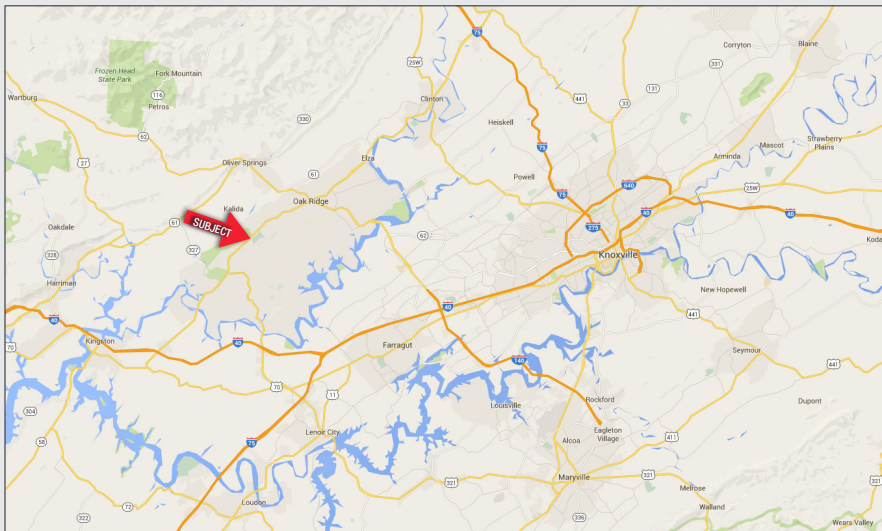 75
Corryton
Blaine
25W
331
Frozen Head
State Park
Fork Mountain
116
Petros
Wartburg
Clinton
441
33
131
330
Heiskell
62
75
Mascot
Strawberry
Plains
Oliver Springs
61
Elza
Arminda
27
Powell
640
25W
75
Kalida
Oak Ridge
40
40
61
SUBJECT
Oakdale
275
62
Koda
327
328
Knoxville
Harriman
New Hopewell
40
40
441
70
Kingston
40
Farragut
140
Seymour
441
70
304
11
Louisville
Rockford
Dupont
58
Lenoir City
Eagleton
Village
75
Alcoa
411
321
Maryville
321
321
Melrose
72
Loudon
Walland
322
336
Wears Valley